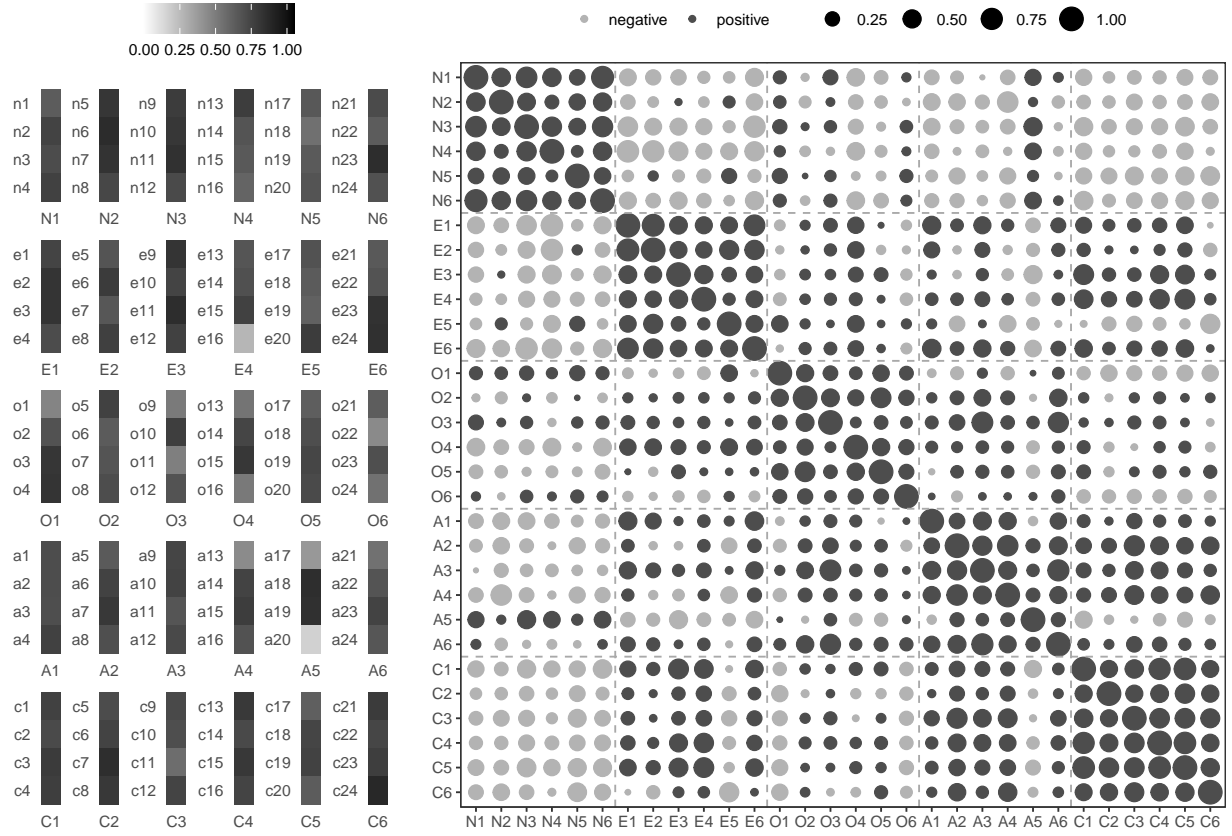 0.00 0.25 0.50 0.75 1.00
negative positive 0.25 0.50 0.75 1.00
n1 n5 n9 n13 n17 n21
n2 n6 n10 n14 n18 n22
n3 n7 n11 n15 n19 n23
n4 n8 n12 n16 n20 n24
N1 N2 N3 N4 N5 N6
e1 e5 e9 e13 e17 e21
e2 e6 e10 e14 e18 e22
e3 e7 e11 e15 e19 e23
e4 e8 e12 e16 e20 e24
E1 E2 E3 E4 E5 E6
o1 o5 o9 o13 o17 o21
o2 o6 o10 o14 o18 o22
o3 o7 o11 o15 o19 o23
o4 o8 o12 o16 o20 o24
O1 O2 O3 O4 O5 O6
a1 a5 a9 a13 a17 a21
a2 a6 a10 a14 a18 a22
a3 a7 a11 a15 a19 a23
a4 a8 a12 a16 a20 a24
A1 A2 A3 A4 A5 A6
c1 c5 c9 c13 c17 c21
c2 c6 c10 c14 c18 c22
c3 c7 c11 c15 c19 c23
c4 c8 c12 c16 c20 c24
C1 C2 C3 C4 C5 C6
N1
N2
N3
N4
N5
N6
E1
E2
E3
E4
E5
E6
O1
O2
O3
O4
O5
O6
A1
A2
A3
A4
A5
A6
C1
C2
C3
C4
C5
C6
N1 N2 N3 N4 N5 N6 E1 E2 E3 E4 E5 E6 O1 O2 O3 O4 O5 O6 A1 A2 A3 A4 A5 A6 C1 C2 C3 C4 C5 C6